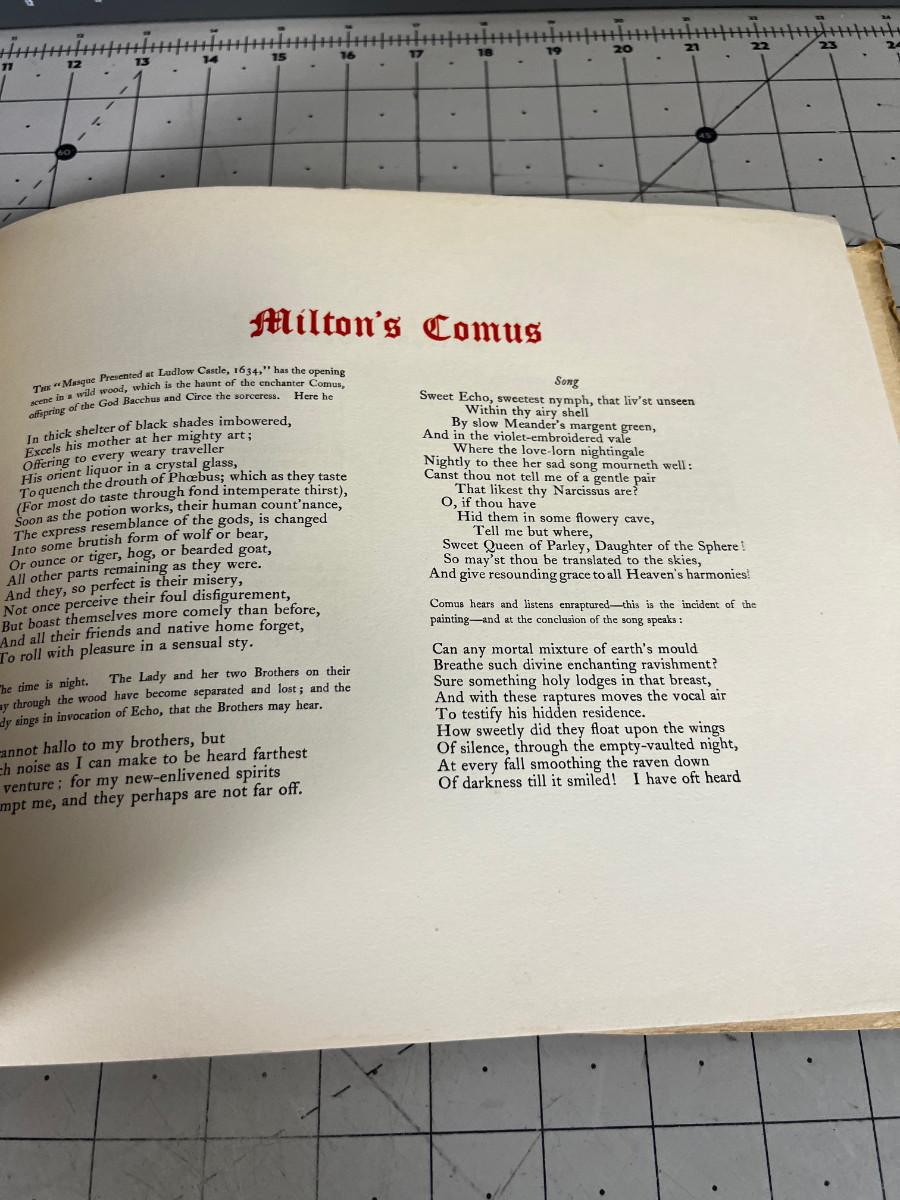 11 12 13 14 15 16 17 18 19 20 21 22 23 24
60
45
Milton's Comus
THE "Masque Presented at Ludlow Castle, 1634," has the opening
scene in a wild wood, which is the haunt of the enchanter Comus,
offspring of the God Bacchus and Circe the sorceress. Here he
In thick shelter of black shades imbowered,
Excels his mother at her mighty art;
Offering to every weary traveller
His orient liquor in a crystal glass,
To quench the drouth of Phœbus; which as they taste
(For most do taste through fond intemperate thirst),
Soon as the potion works, their human count'nance,
The express resemblance of the gods, is changed
Into some brutish form of wolf or bear,
Or ounce or tiger, hog, or bearded goat,
All other parts remaining as they were.
And they, so perfect is their misery,
Not once perceive their foul disfigurement,
But boast themselves more comely than before,
And all their friends and native home forget,
To roll with pleasure in a sensual sty.
he time is night. The Lady and her two Brothers on their
ay through the wood have become separated and lost; and the
dy sings in invocation of Echo, that the Brothers may hear.
annot hallo to my brothers, but
ch noise as I can make to be heard farthest
venture; for my new-enlivened spirits
mpt me, and they perhaps are not far off.
Song
Sweet Echo, sweetest nymph, that liv'st unseen
Within thy airy shell
By slow Meander's margent green,
And in the violet-embroidered vale
Where the love-lorn nightingale
Nightly to thee her sad song mourneth well:
Canst thou not tell me of a gentle pair
That likest thy Narcissus are?
O, if thou have
Hid them in some flowery cave,
Tell me but where,
Sweet Queen of Parley, Daughter of the Sphere!
So may'st thou be translated to the skies,
And give resounding grace to all Heaven's harmonies!
Comus hears and listens enraptured—this is the incident of the
painting—and at the conclusion of the song speaks:
Can any mortal mixture of earth's mould
Breathe such divine enchanting ravishment?
Sure something holy lodges in that breast,
And with these raptures moves the vocal air
To testify his hidden residence.
How sweetly did they float upon the wings
Of silence, through the empty-vaulted night,
At every fall smoothing the raven down
Of darkness till it smiled! I have oft heard